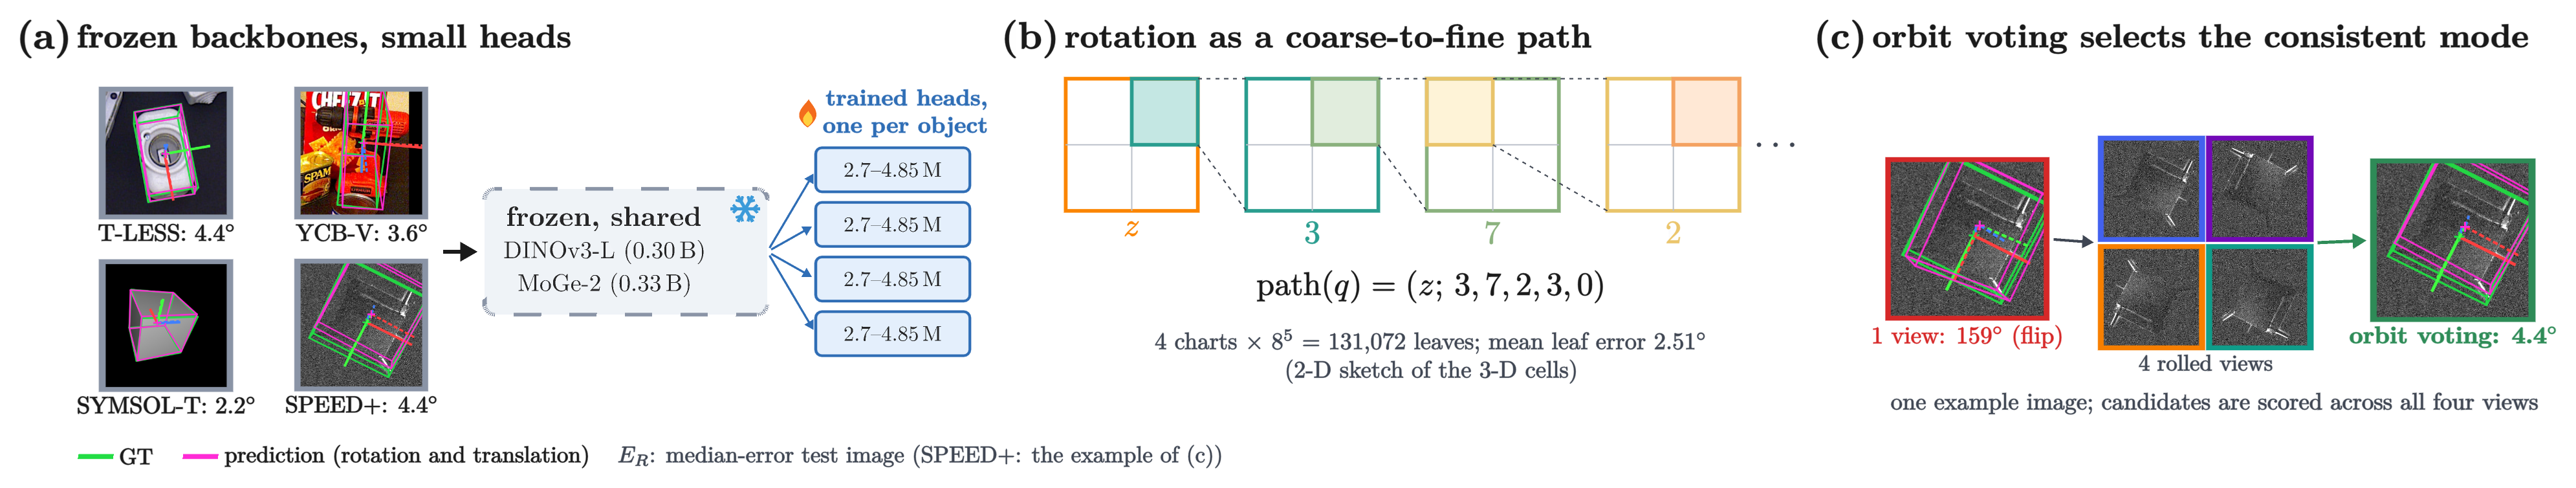 (a) frozen backbones, small heads
T-LESS: 4.4°
YCB-V: 3.6°
CHEEZ-IT
SPAM
SYMSOL-T: 2.2°
SPEED+: 4.4°
frozen, shared
DINOv3-L (0.30 B)
MoGe-2 (0.33 B)
trained heads,
one per object
2.7–4.85 M
2.7–4.85 M
2.7–4.85 M
2.7–4.85 M
GT
prediction (rotation and translation)
E_R: median-error test image (SPEED+: the example of (c))
(b) rotation as a coarse-to-fine path
z
3
7
2
...
path(q) = (z; 3, 7, 2, 3, 0)
4 charts × 8⁵ = 131,072 leaves; mean leaf error 2.51°
(2-D sketch of the 3-D cells)
(c) orbit voting selects the consistent mode
1 view: 159° (flip)
4 rolled views
orbit voting: 4.4°
one example image; candidates are scored across all four views